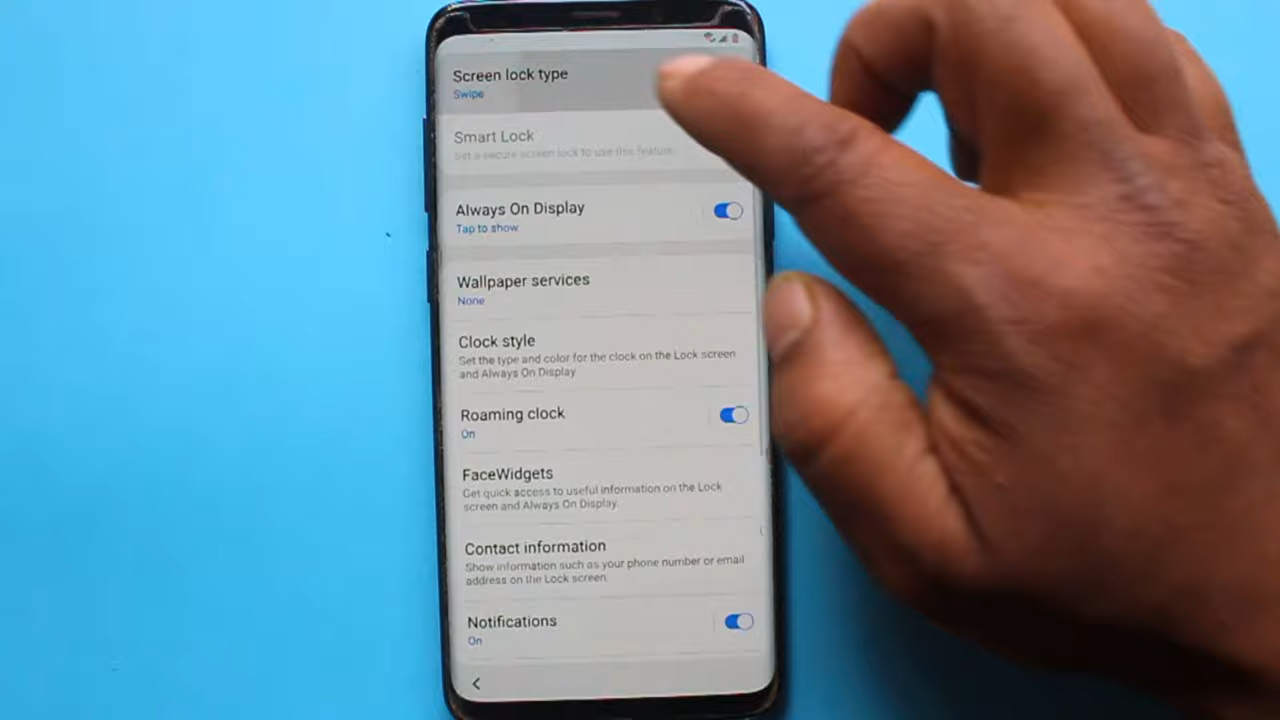 Screen lock type
Swipe
Smart Lock
Set a secure screen lock to use this feature.
Always On Display
Tap to show
Wallpaper services
None
Clock style
Set the type and color for the clock on the Lock screen
and Always On Display
Roaming clock
On
FaceWidgets
Get quick access to useful information on the Lock
screen and Always On Display.
Contact information
Show information such as your phone number or email
address on the Lock screen.
Notifications
On